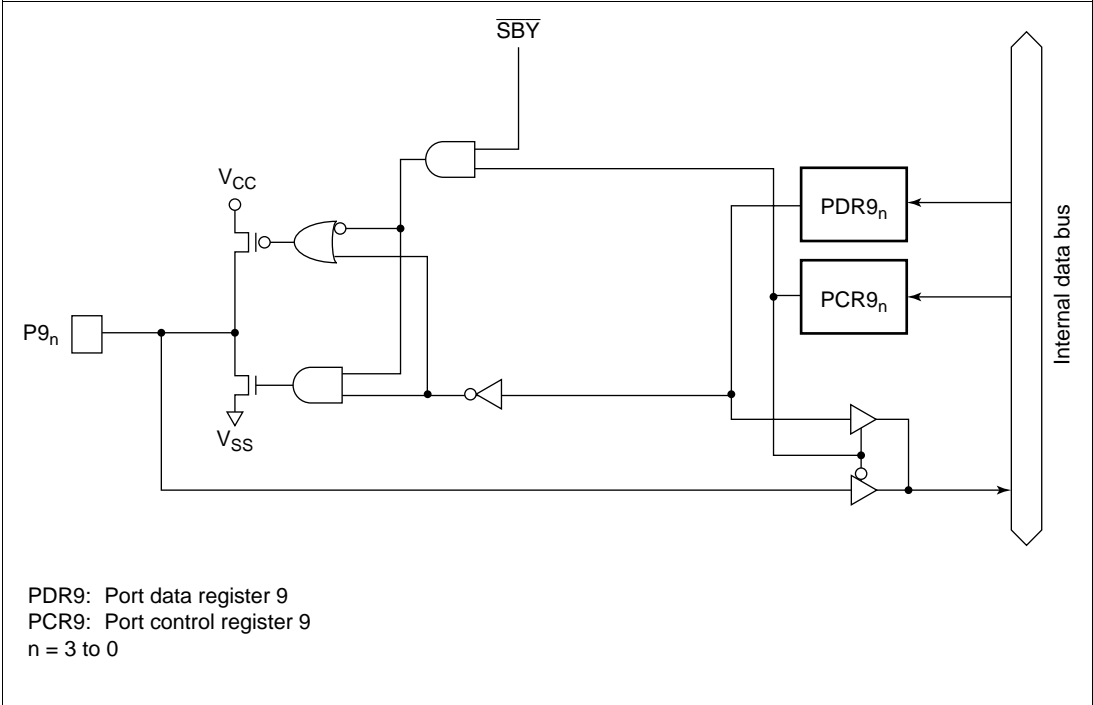 S̅B̅Y̅
VCC
PDR9n
PCR9n
Internal data bus
P9n
VSS
PDR9: Port data register 9
PCR9: Port control register 9
n = 3 to 0